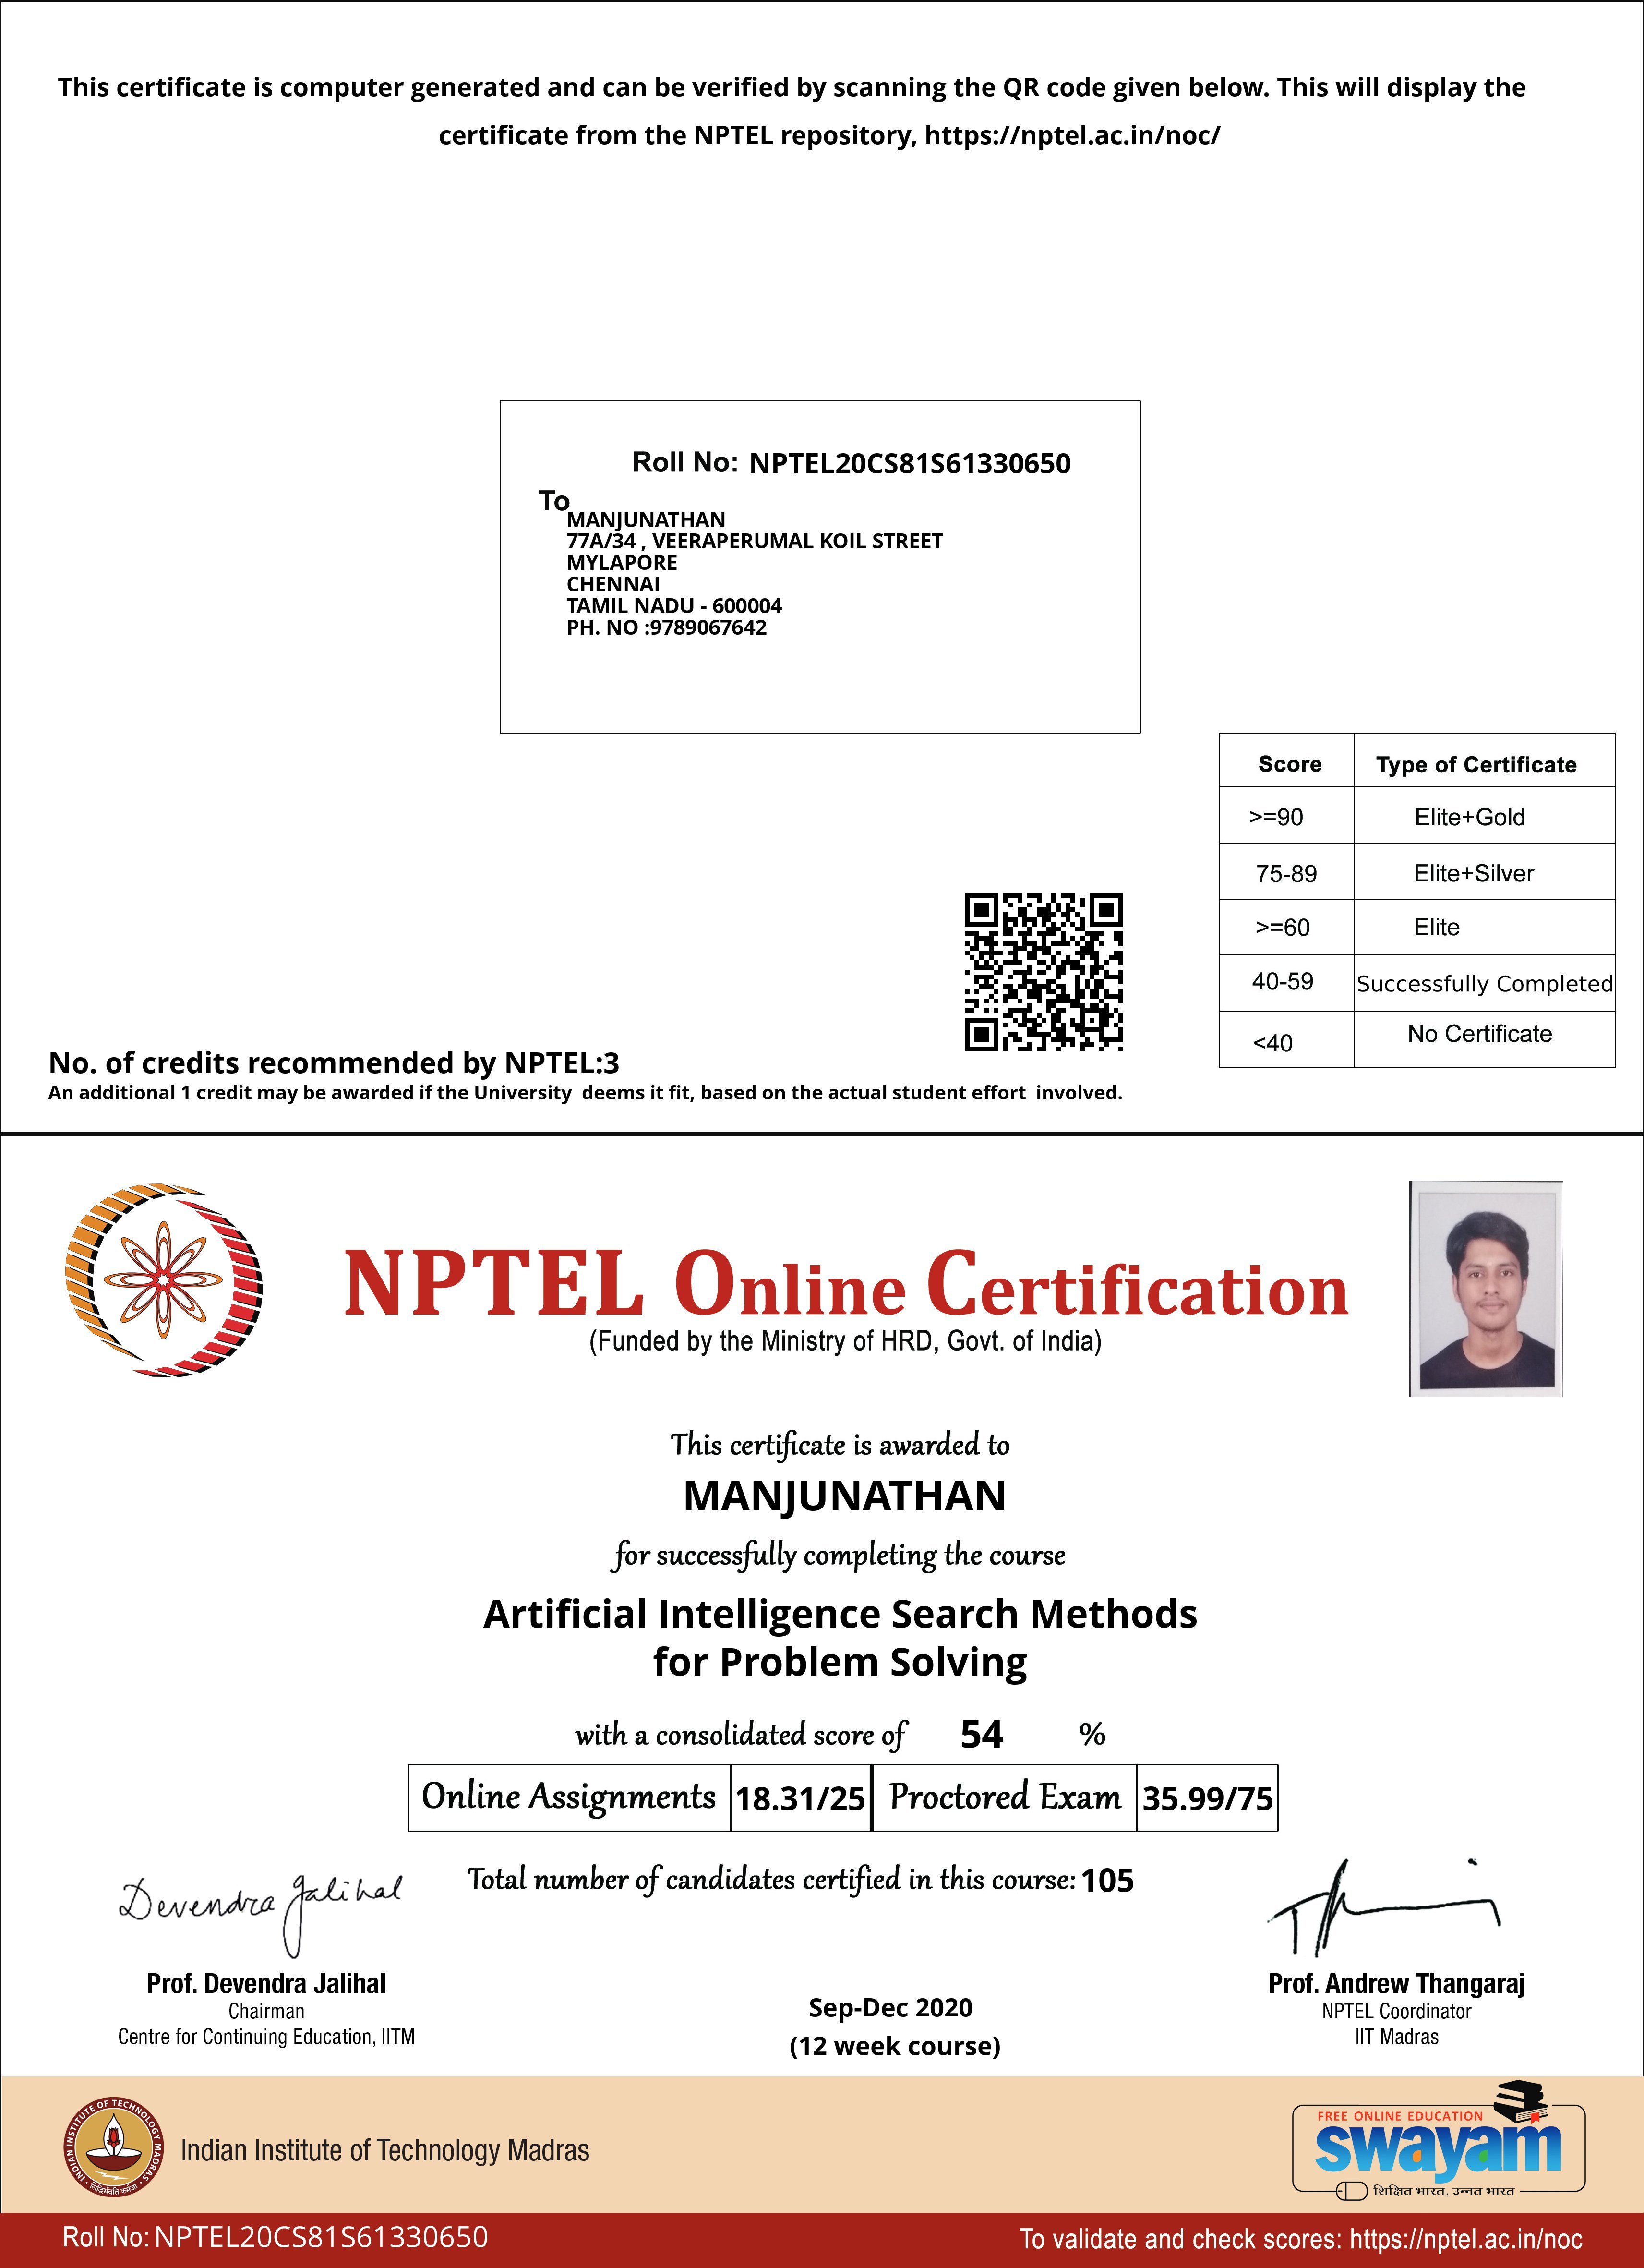 This certificate is computer generated and can be verified by scanning the QR code given below. This will display the
certificate from the NPTEL repository, https://nptel.ac.in/noc/
Roll No: NPTEL20CS81S61330650
To
MANJUNATHAN
77A/34 , VEERAPERUMAL KOIL STREET
MYLAPORE
CHENNAI
TAMIL NADU - 600004
PH. NO :9789067642
Score Type of Certificate
>=90 Elite+Gold
75-89 Elite+Silver
>=60 Elite
40-59 Successfully Completed
<40 No Certificate
No. of credits recommended by NPTEL:3
An additional 1 credit may be awarded if the University deems it fit, based on the actual student effort involved.
NPTEL Online Certification
(Funded by the Ministry of HRD, Govt. of India)
This certificate is awarded to
MANJUNATHAN
for successfully completing the course
Artificial Intelligence Search Methods
for Problem Solving
with a consolidated score of 54 %
Online Assignments 18.31/25 Proctored Exam 35.99/75
Total number of candidates certified in this course: 105
Devendra Jalihal
Prof. Devendra Jalihal
Chairman
Centre for Continuing Education, IITM
Sep-Dec 2020
(12 week course)
Prof. Andrew Thangaraj
NPTEL Coordinator
IIT Madras
INDIAN INSTITUTE OF TECHNOLOGY MADRAS
सिद्धिर्भवति कर्मजा
Indian Institute of Technology Madras
FREE ONLINE EDUCATION
swayam
शिक्षित भारत, उन्नत भारत
Roll No: NPTEL20CS81S61330650
To validate and check scores: https://nptel.ac.in/noc